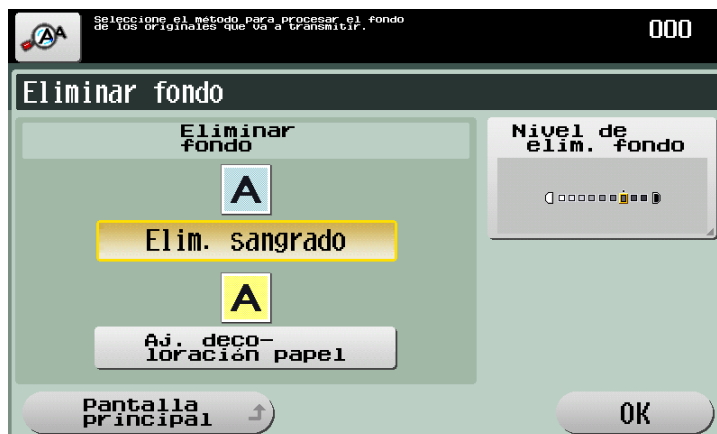 Seleccione el método para procesar el fondo
de los originales que va a transmitir.
000
Eliminar fondo
Eliminar
fondo
A
Elim. sangrado
A
Aj. deco-
loración papel
Nivel de
elim. fondo
Pantalla
principal
OK